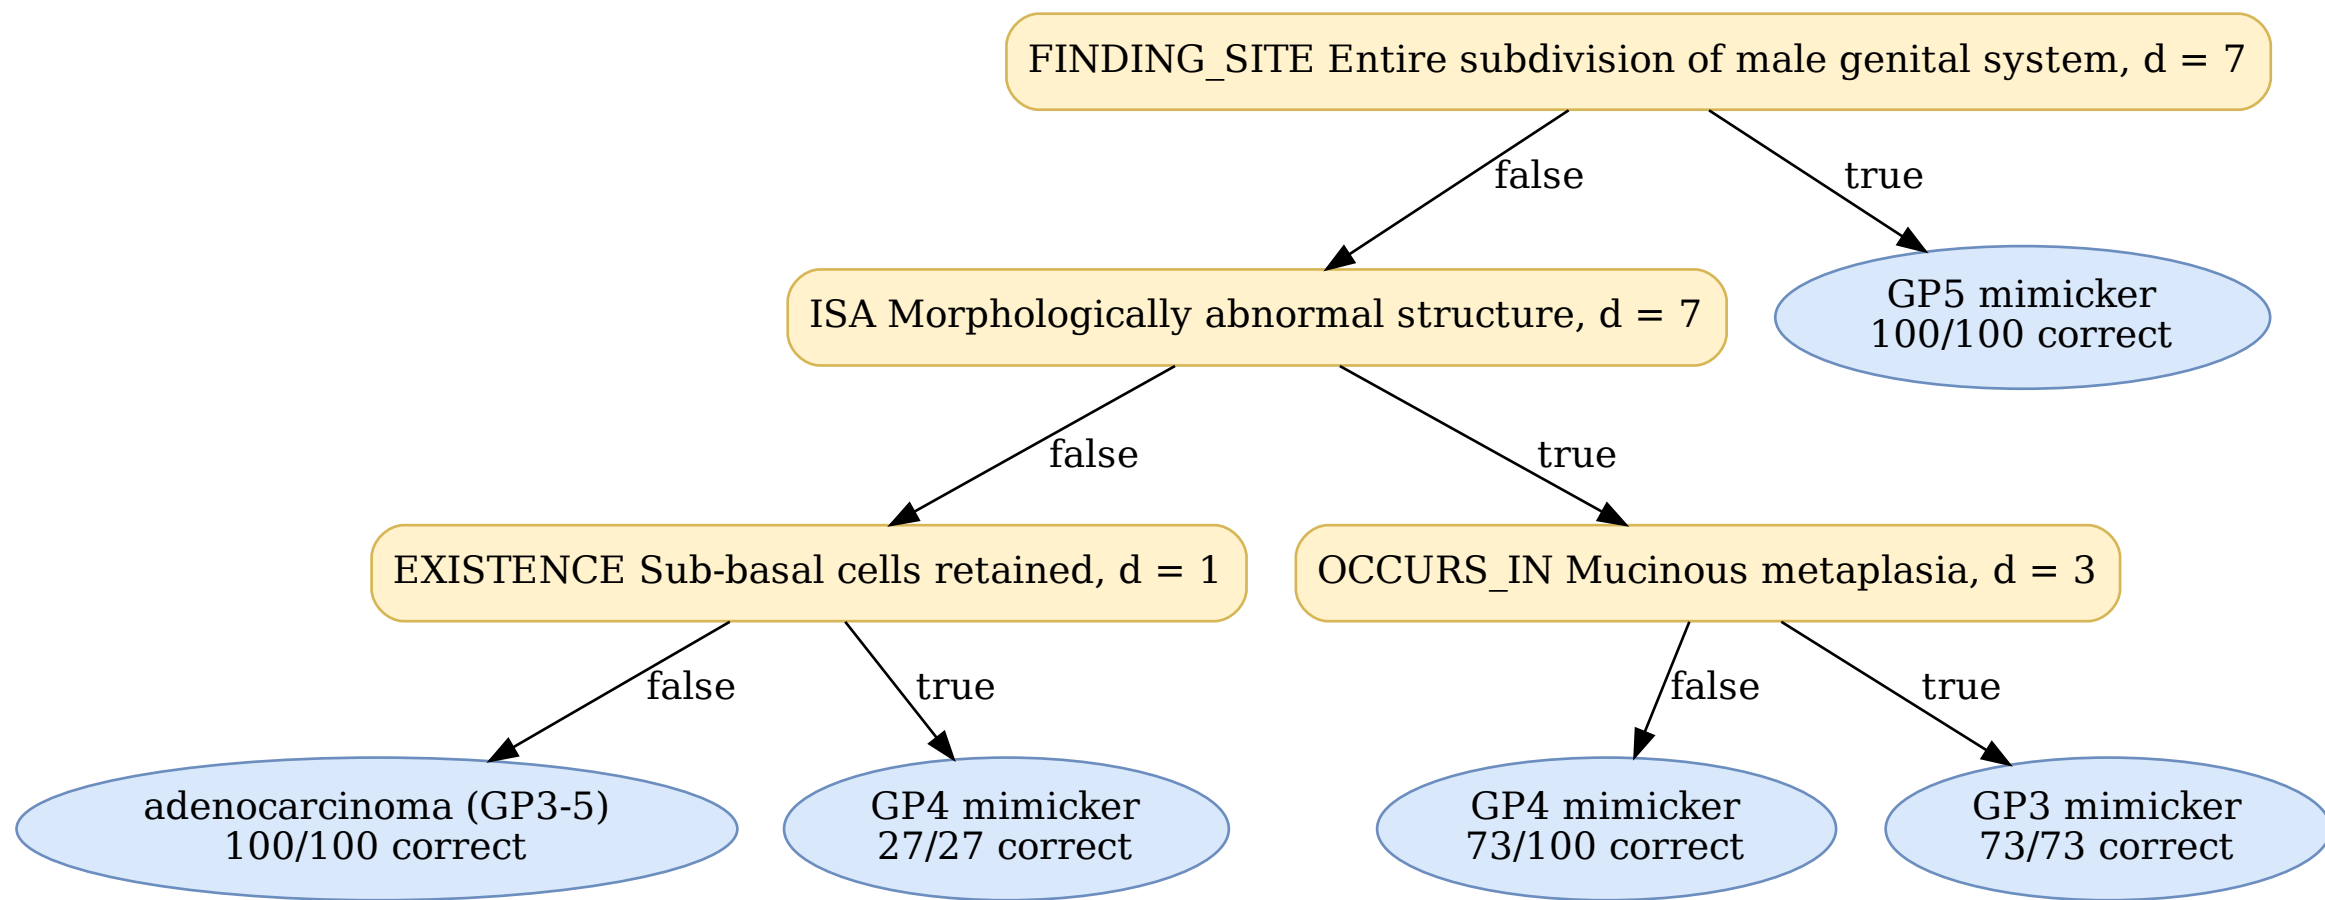 FINDING_SITE Entire subdivision of male genital system, d = 7
false
true
ISA Morphologically abnormal structure, d = 7
GP5 mimicker
100/100 correct
false
true
EXISTENCE Sub-basal cells retained, d = 1
OCCURS_IN Mucinous metaplasia, d = 3
false
true
false
true
adenocarcinoma (GP3-5)
100/100 correct
GP4 mimicker
27/27 correct
GP4 mimicker
73/100 correct
GP3 mimicker
73/73 correct